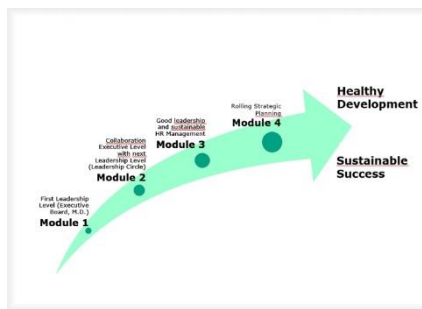 First Leadership
Level (Executive
Board, M.D.)
Module 1
Collaboration
Executive Level
with next
Leadership Level
(Leadership Circle)
Module 2
Good leadership
and sustainable
HR Management
Module 3
Rolling Strategic
Planning
Module 4
Healthy
Development
Sustainable
Success